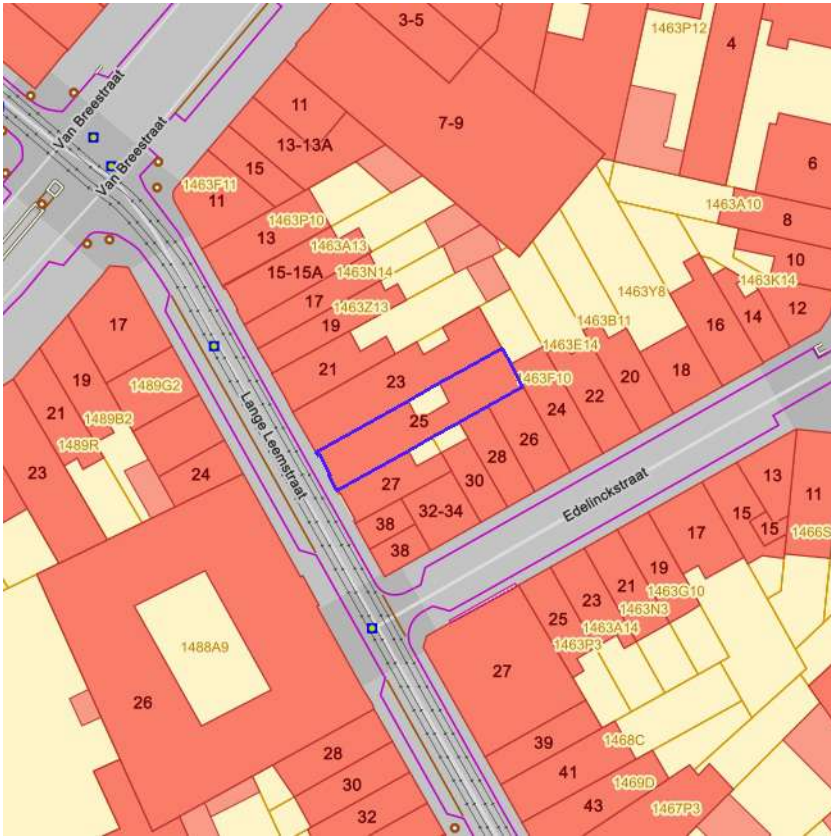 3-5
1463P12
4
Van Breestraat
11
7-9
13-13A
Van Breestraat
15
6
1463F11
11
1463A10
1463P10
8
13
1463A13
10
15-15A
1463N14
1463K14
1463Y8
17
1463Z13
12
17
19
1463B11
14
16
1463E14
21
18
19
1489G2
23
1463F10
20
22
21
1489B2
Lange Leemstraat
25
24
1489R
26
28
23
24
27
30
13
Edelinckstraat
11
32-34
15
38
15
1466S
17
38
19
21
1463G10
23
1463N3
25
1463A14
1488A9
1463P3
27
26
39
1468C
28
41
1469D
30
43
1467P3
32